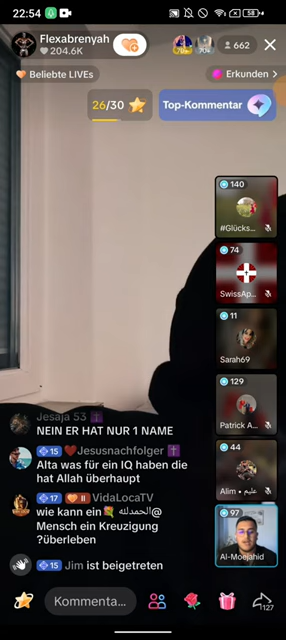 22:54
58
Flexabrenyah
204.6K
662
Beliebte LIVEs
Erkunden
26/30
Top-Kommentar
140
#Glücks...
74
SwissAp...
11
Sarah69
129
Patrick A...
44
Alim • عليم
97
Al-Moejahid
Jesaja 53
NEIN ER HAT NUR 1 NAME
15 Jesusnachfolger
Alta was für ein IQ haben die
hat Allah überhaupt
17 II VidaLocaTV
wie kann ein الحمدلله@
Mensch ein Kreuzigung
?überleben
15 Jim ist beigetreten
Kommenta...
127